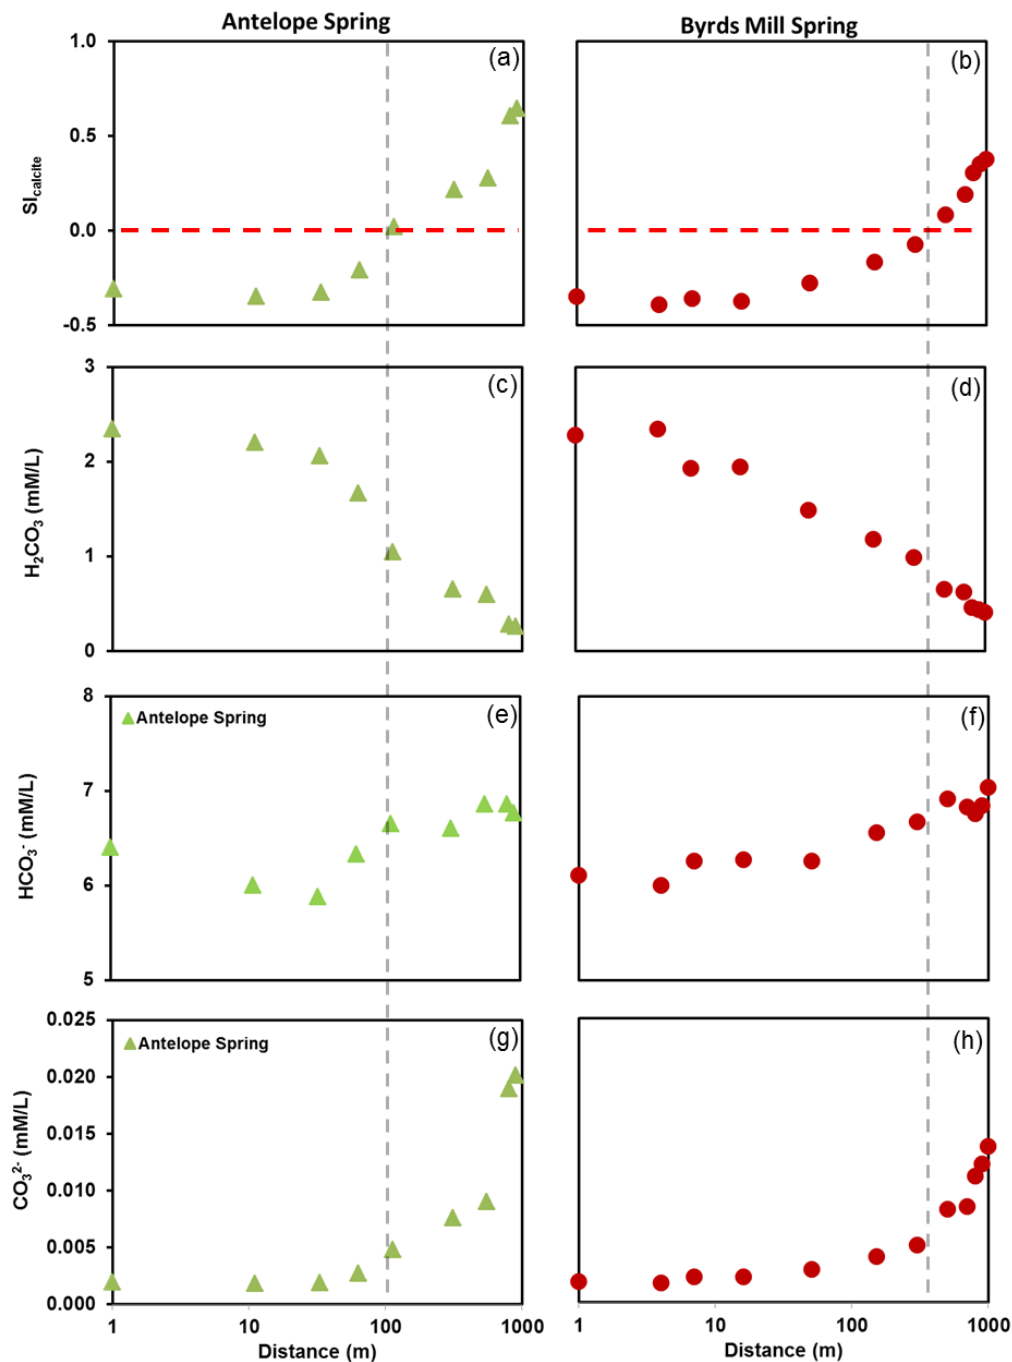 Antelope Spring
Byrds Mill Spring
1.0
0.5
0.0
-0.5
SIcalcite
(a)
(b)
3
2
1
0
H₂CO₃ (mM/L)
(c)
(d)
8
7
6
5
HCO₃⁻ (mM/L)
Antelope Spring
(e)
(f)
0.025
0.020
0.015
0.010
0.005
0.000
CO₃²⁻ (mM/L)
Antelope Spring
(g)
(h)
1 10 100 1000
1 10 100 1000
Distance (m)
Distance (m)